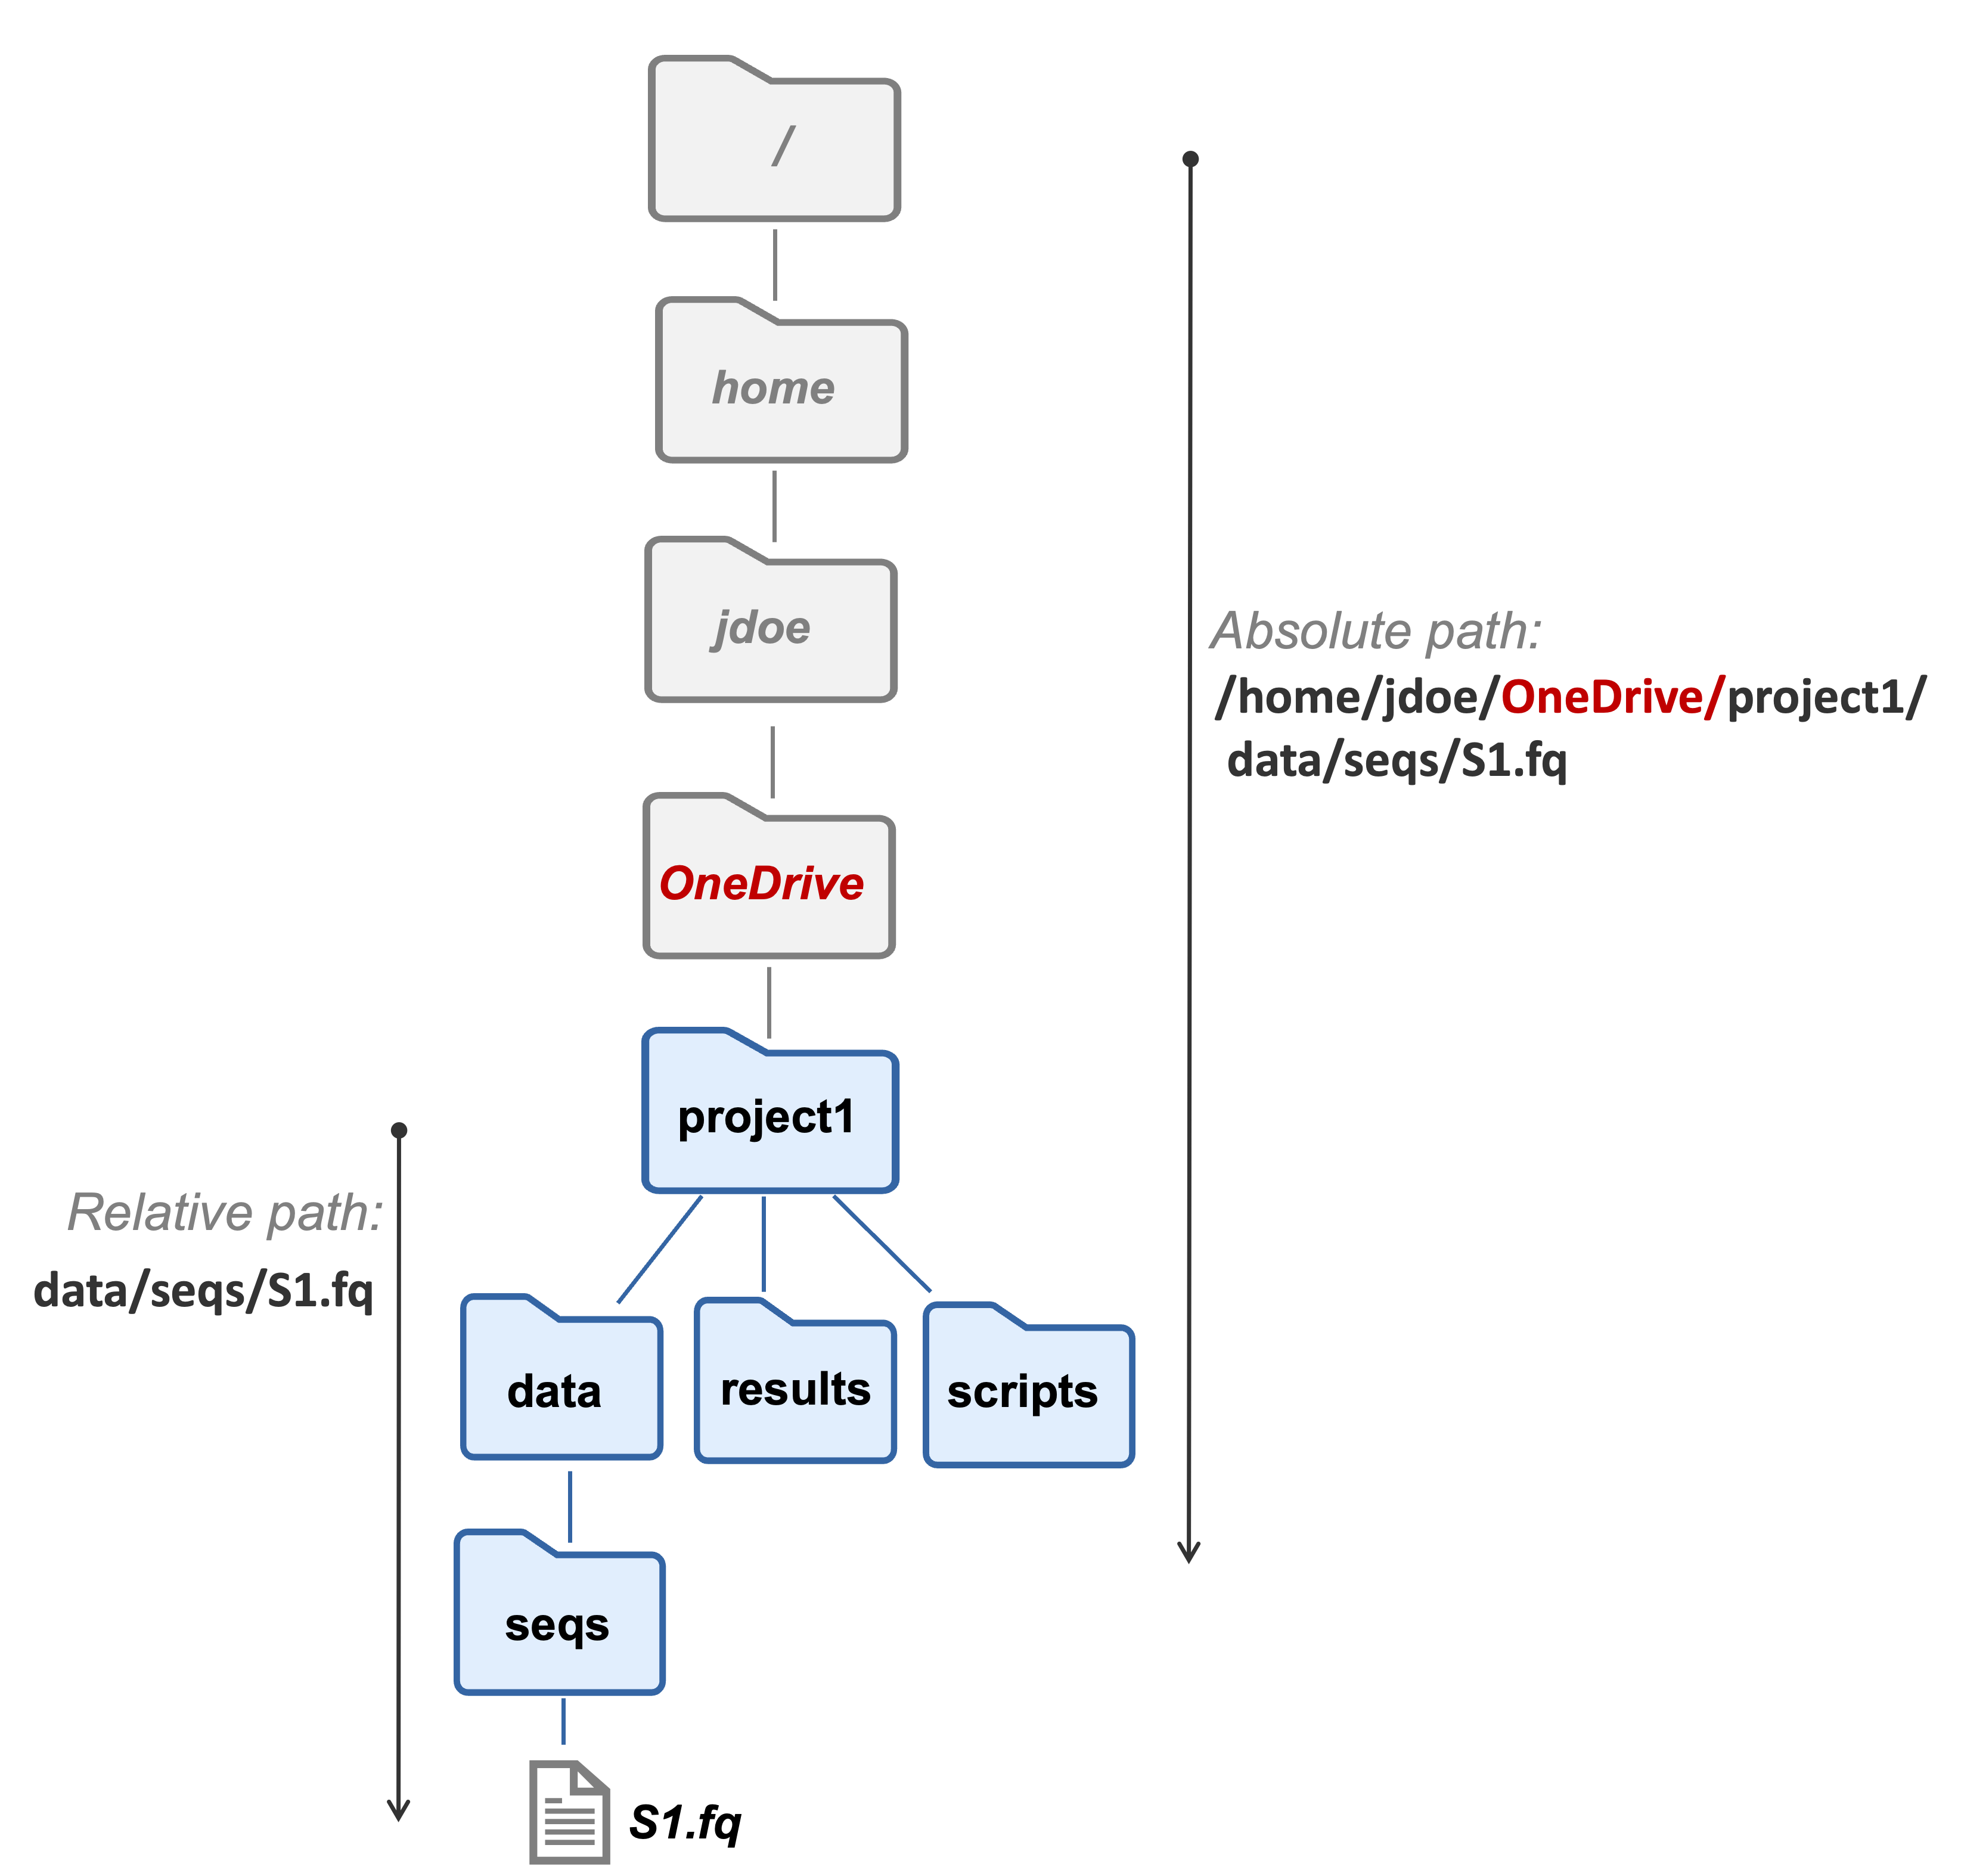 /
home
jdoe
Absolute path:
/home/jdoe/OneDrive/project1/
data/seqs/S1.fq
OneDrive
project1
Relative path:
data/seqs/S1.fq
data
results
scripts
seqs
S1.fq